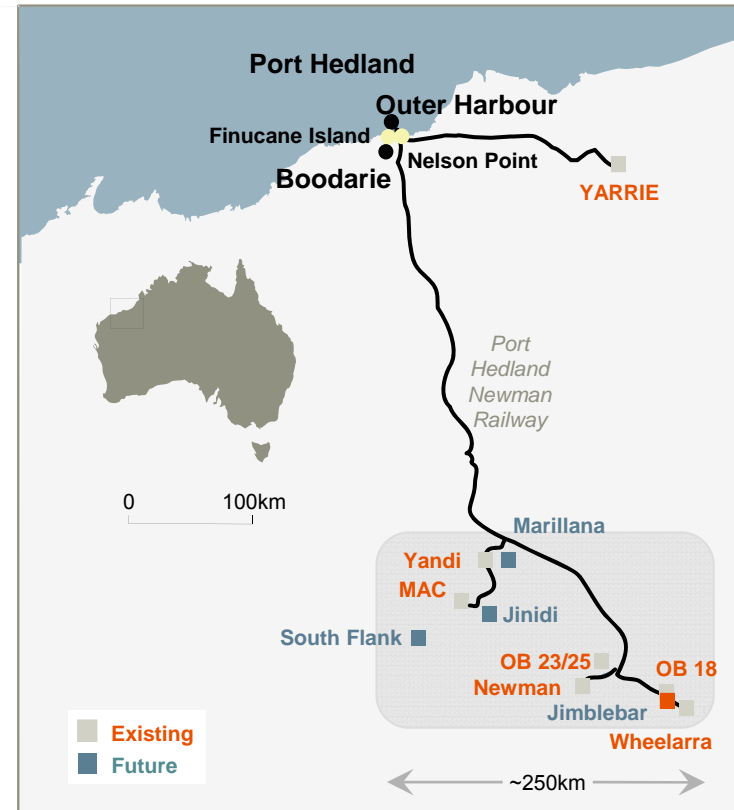 Port Hedland
Outer Harbour
Finucane Island
Nelson Point
Boodarie
YARRIE
Port
Hedland
Newman
Railway
0 100km
Marillana
Yandi
MAC
Jinidi
South Flank
OB 23/25
OB 18
Newman
Jimblebar
Wheelarra
Existing
Future
~250km